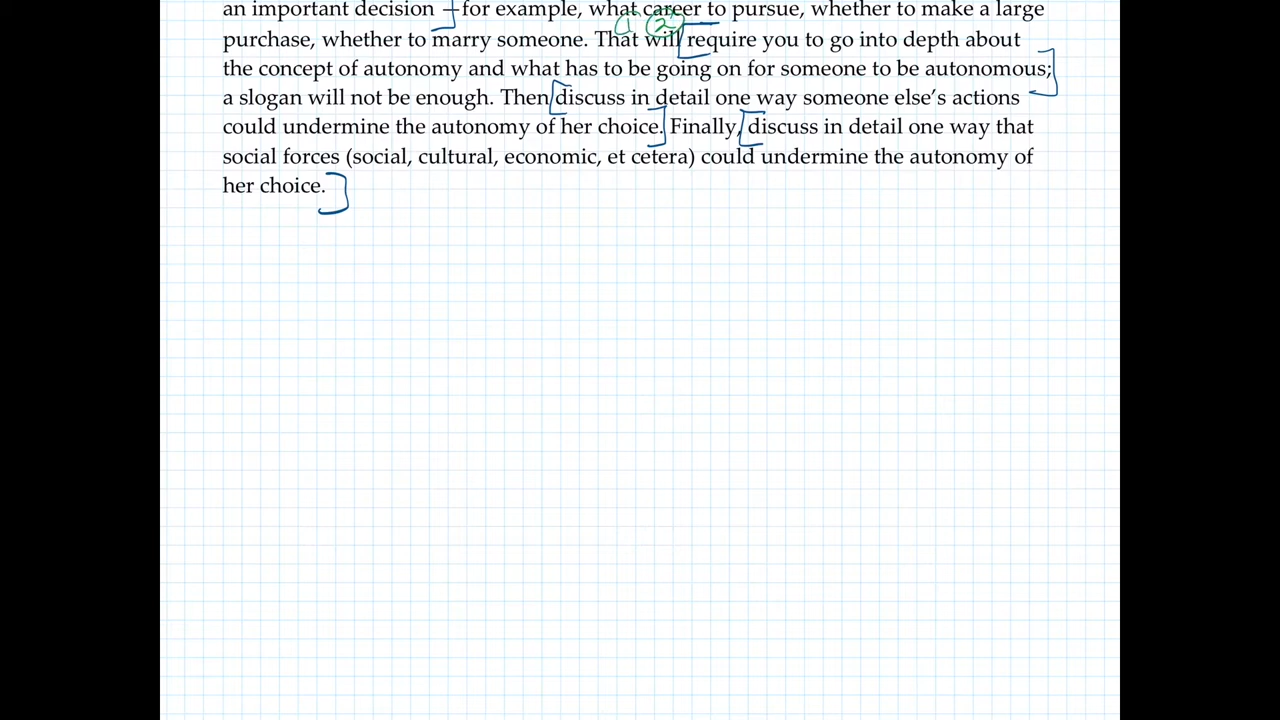 an important decision – for example, what career to pursue, whether to make a large
1 2
purchase, whether to marry someone. That will require you to go into depth about
the concept of autonomy and what has to be going on for someone to be autonomous;
a slogan will not be enough. Then discuss in detail one way someone else’s actions
could undermine the autonomy of her choice. Finally, discuss in detail one way that
social forces (social, cultural, economic, et cetera) could undermine the autonomy of
her choice.